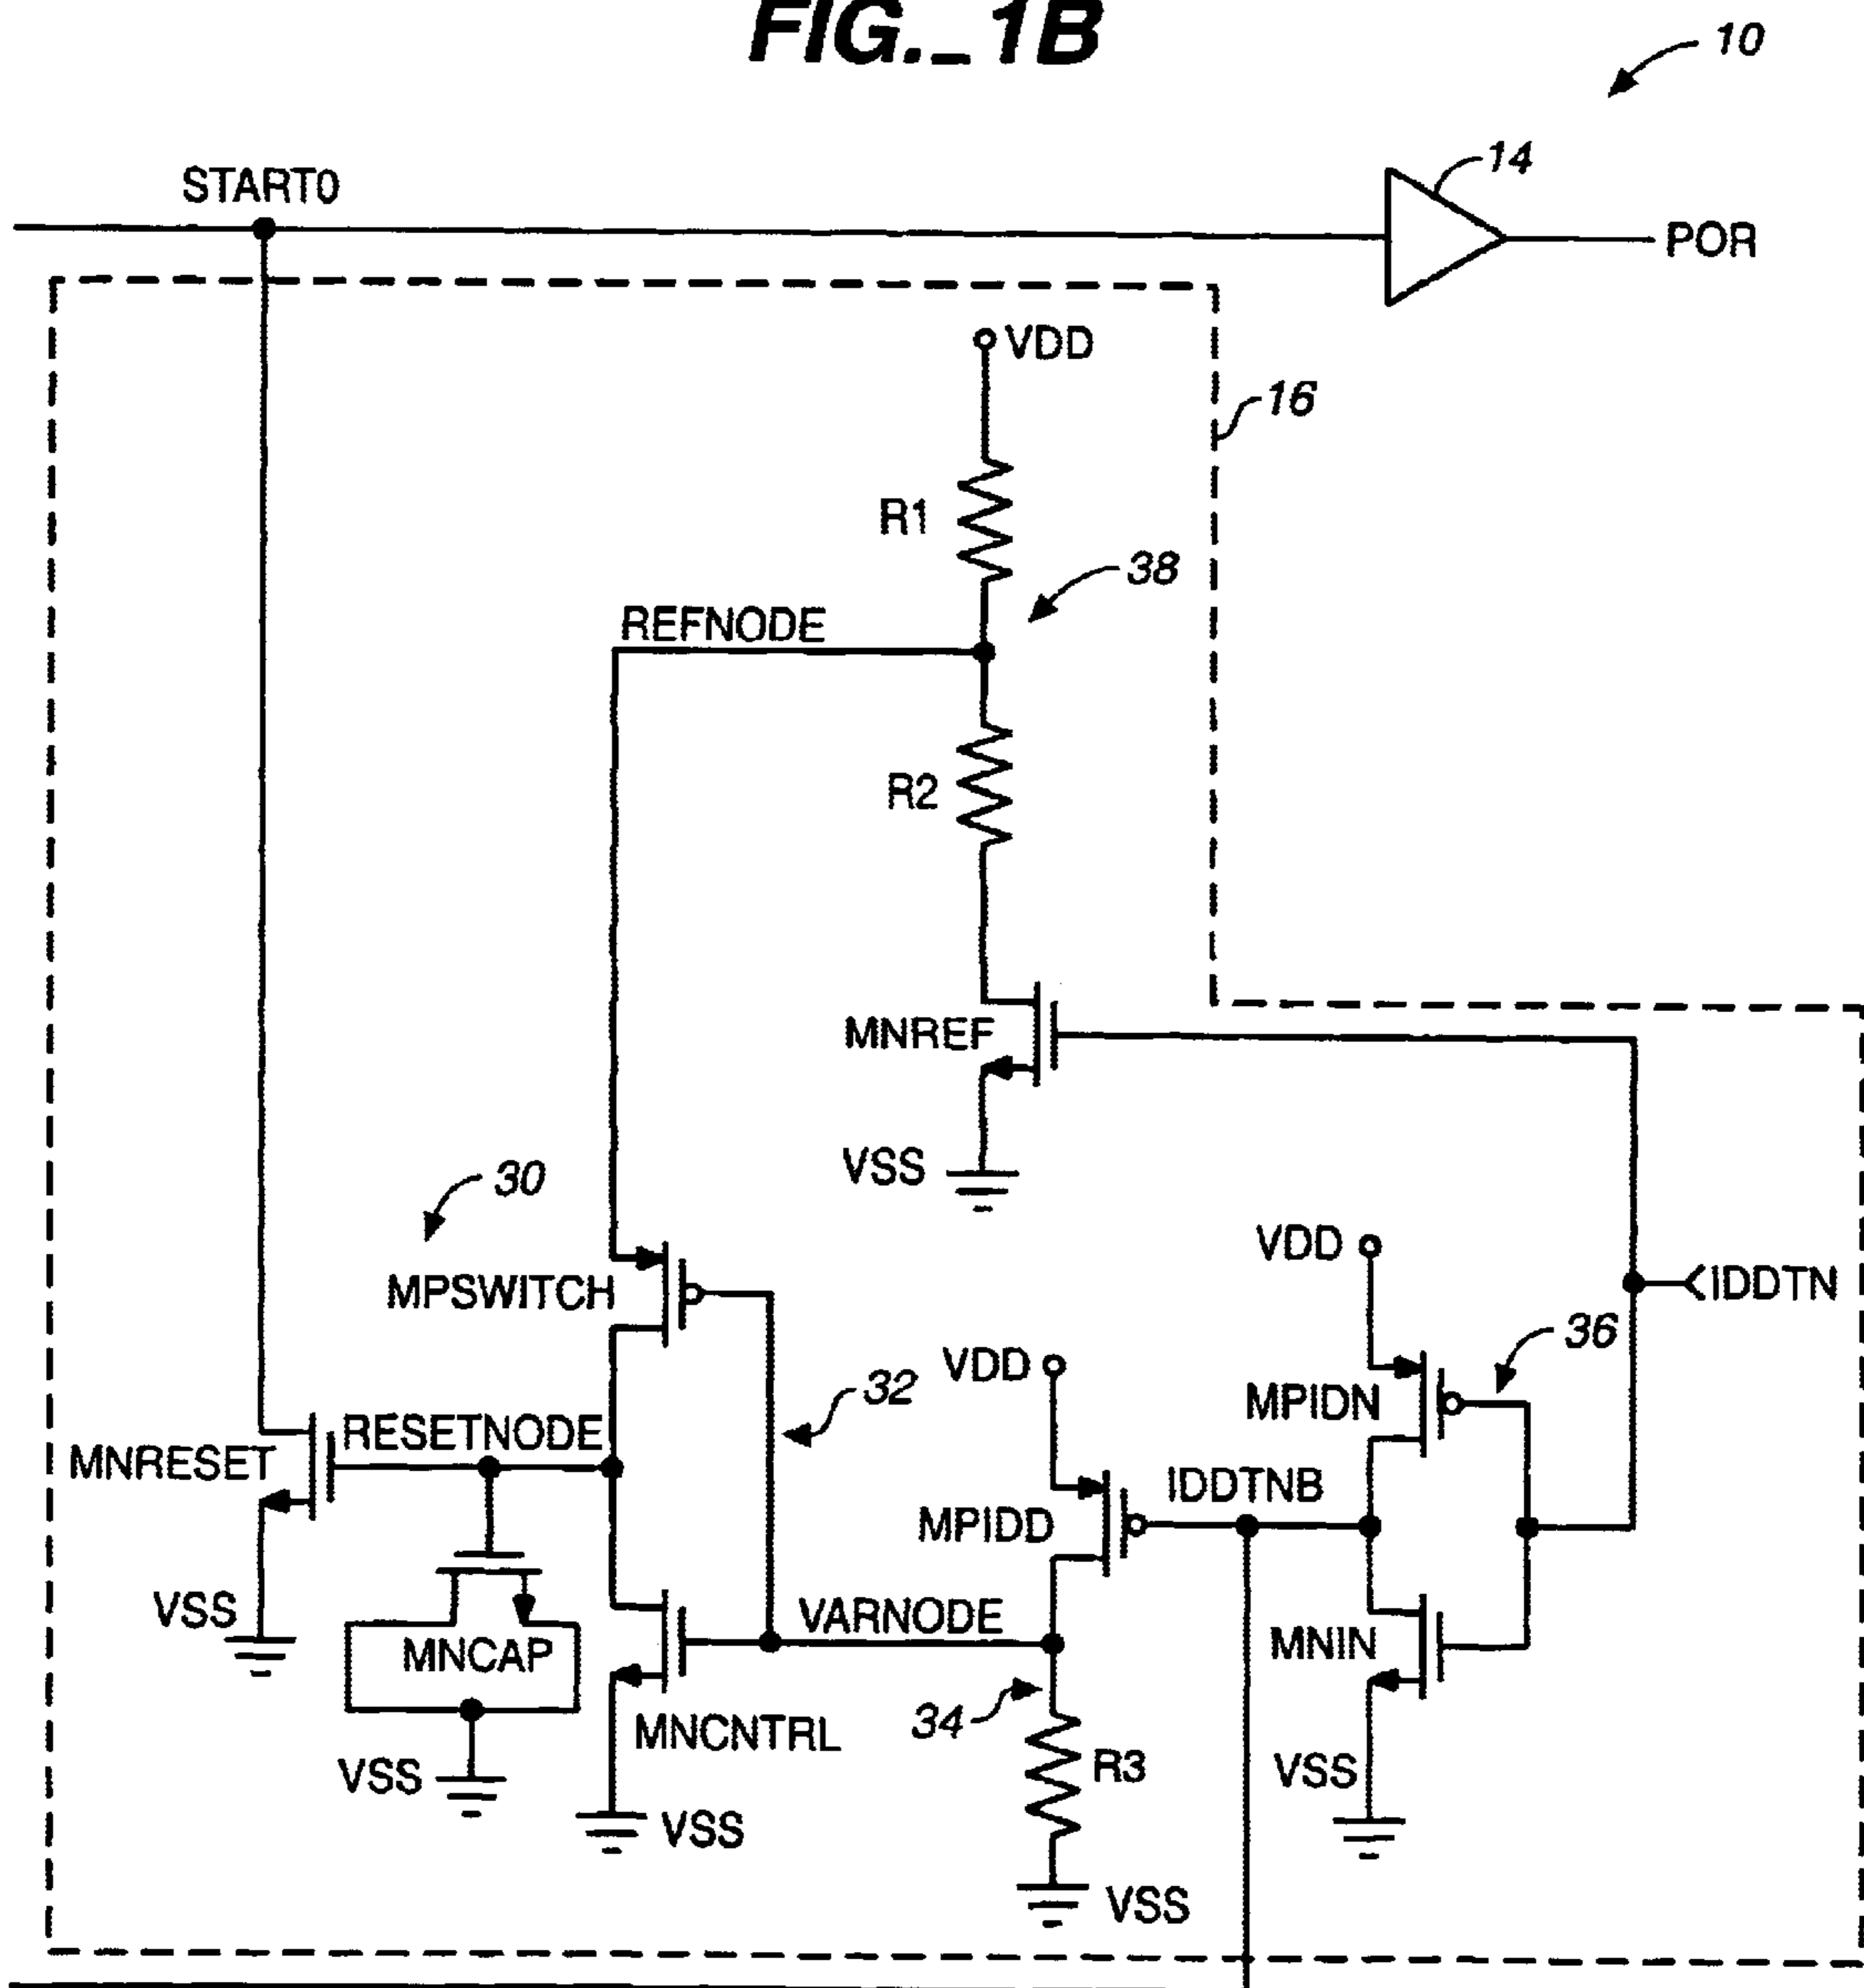 FIG._1B
10
START0
14
POR
VDD
16
R1
38
REFNODE
R2
MNREF
VSS
30
VDD
IDDTN
MPSWITCH
36
VDD
32
MPIDN
RESETNODE
MNRESET
IDDTNB
MPIDD
VSS
VARNODE
MNCAP
MNIN
34
MNCNTRL
R3
VSS
VSS
VSS
VSS